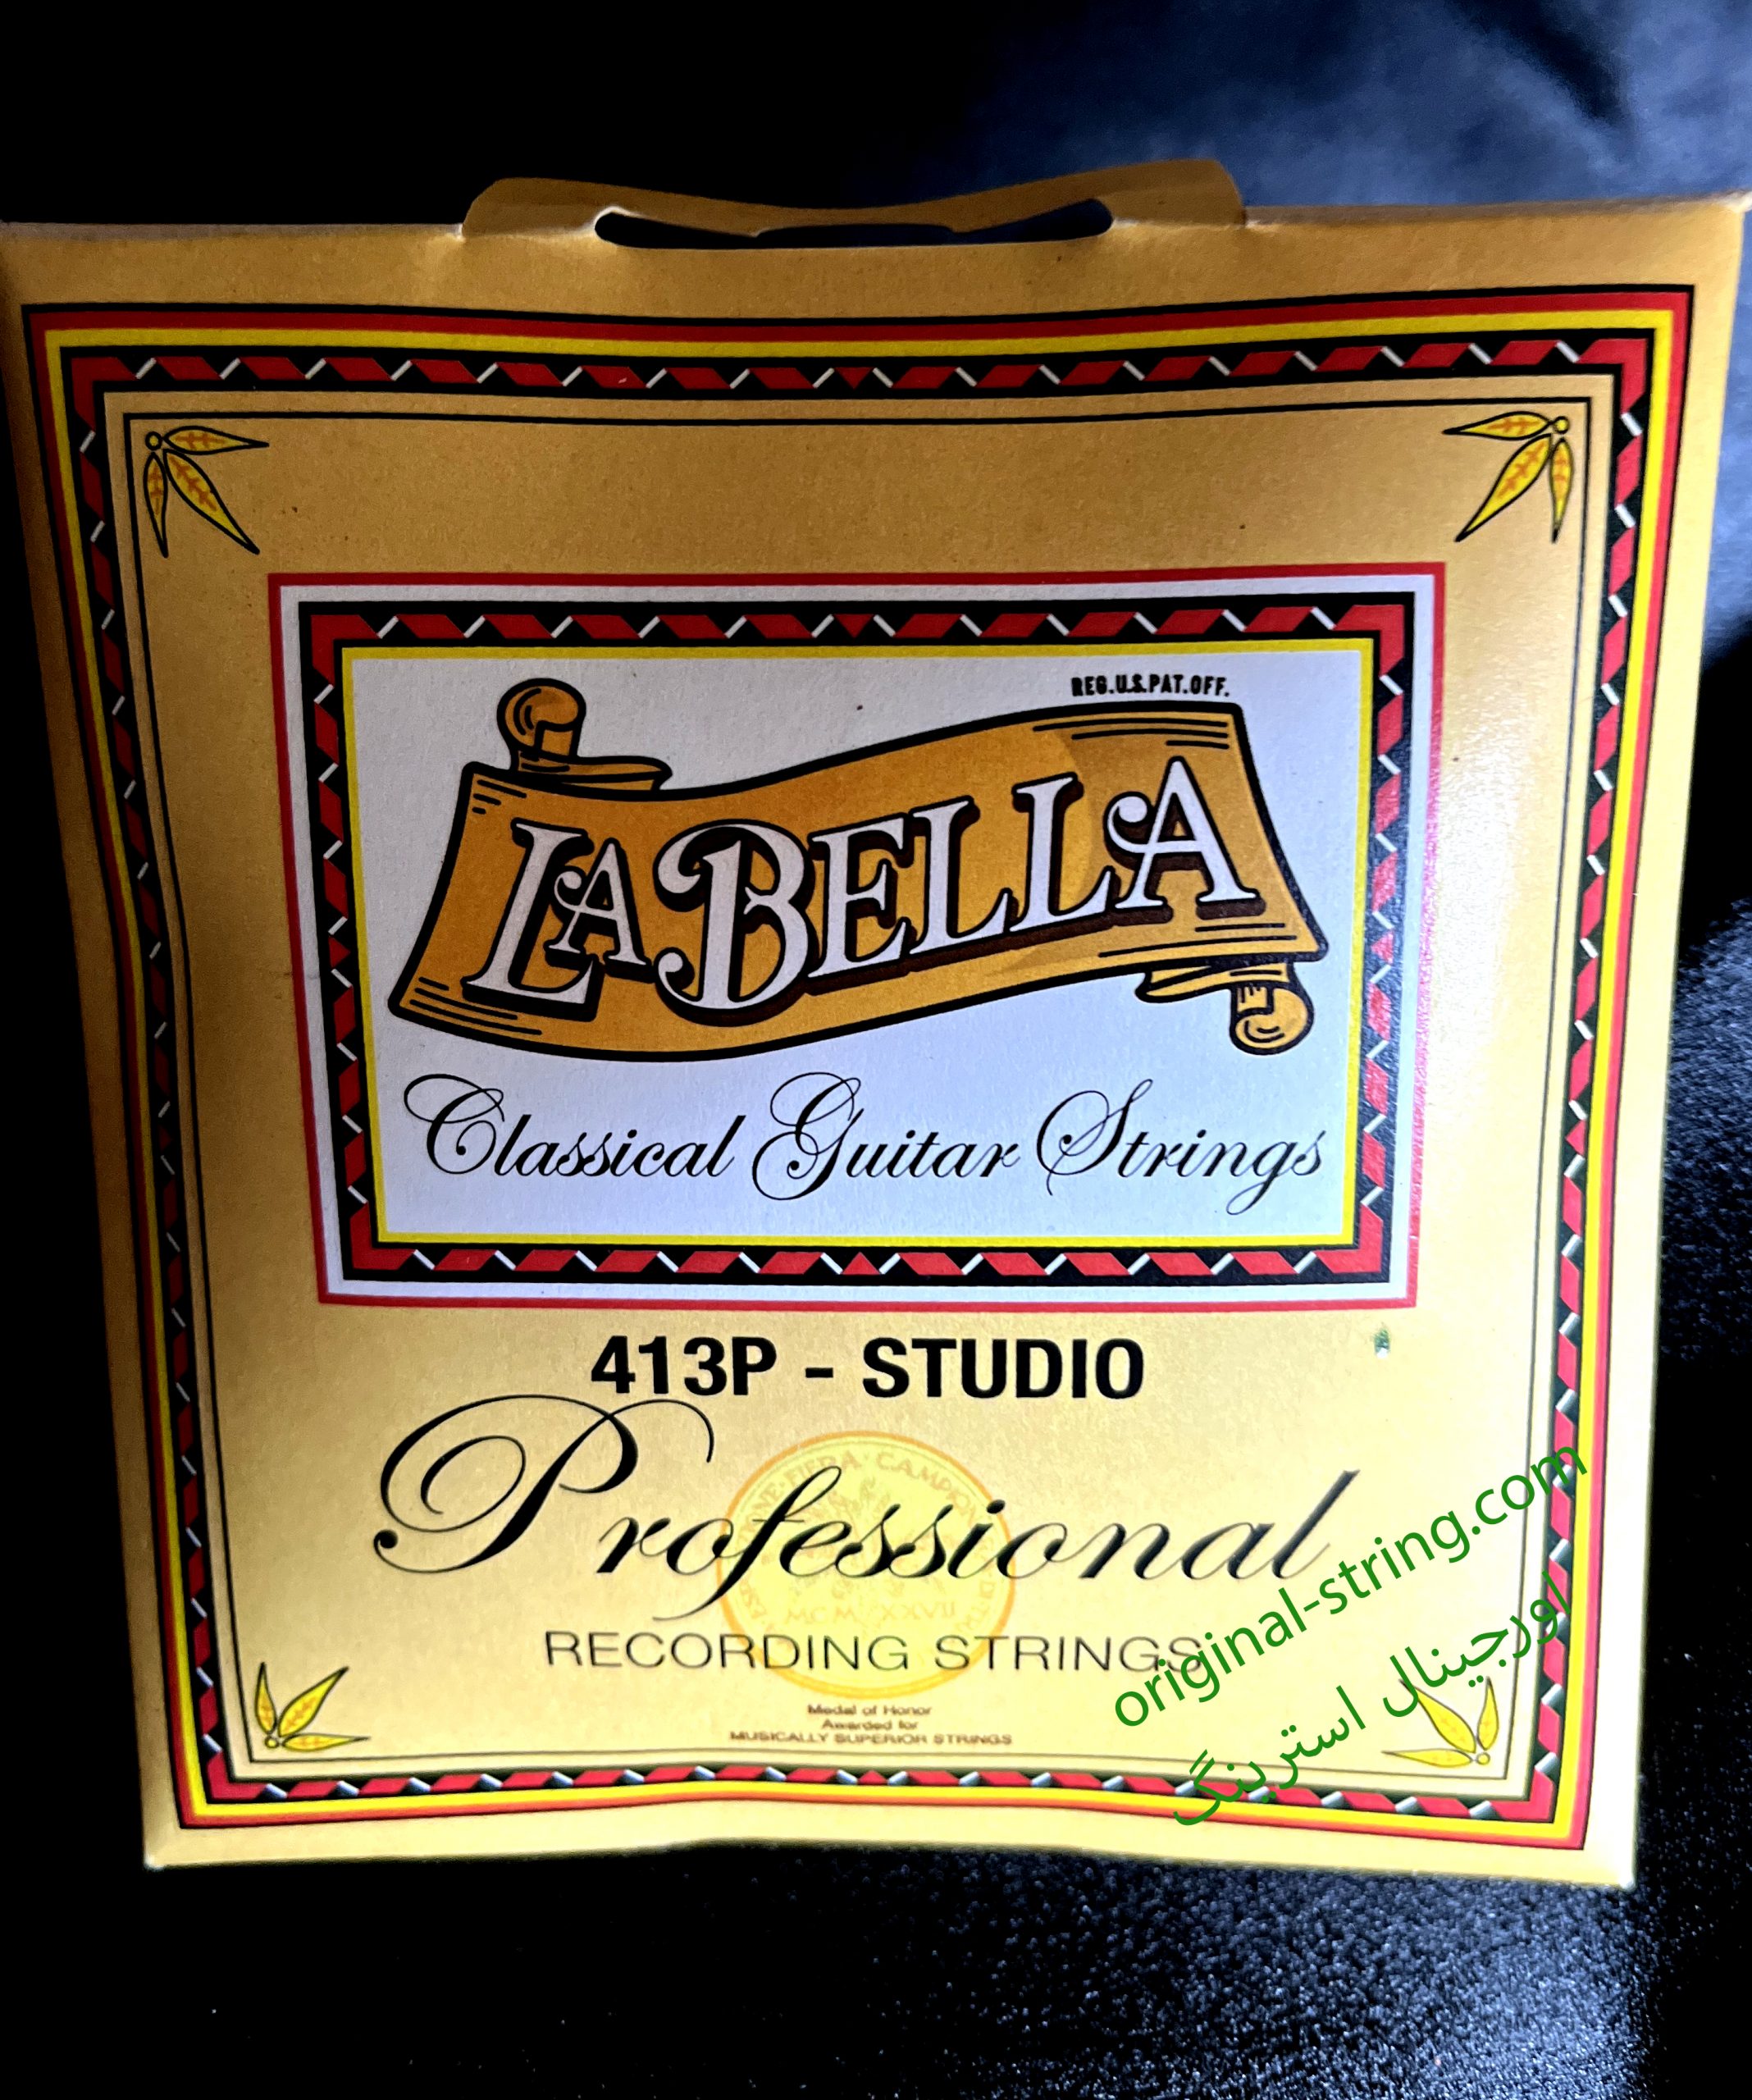 REG.U.S.PAT.OFF.
LABELLA
Classical Guitar Strings
413P - STUDIO
Professional
RECORDING STRINGS
Medal of Honor
Awarded for
MUSICALLY SUPERIOR STRINGS
original-string.com
اورجینال استرینگ